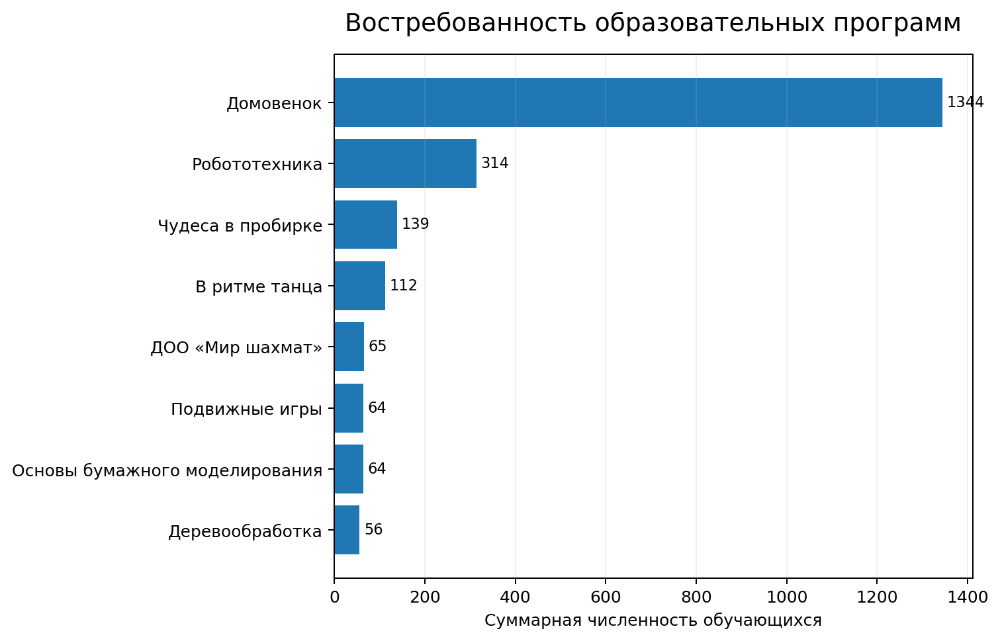 Востребованность образовательных программ
Домовенок 1344
Робототехника 314
Чудеса в пробирке 139
В ритме танца 112
ДОО «Мир шахмат» 65
Подвижные игры 64
Основы бумажного моделирования 64
Деревообработка 56
0 200 400 600 800 1000 1200 1400
Суммарная численность обучающихся